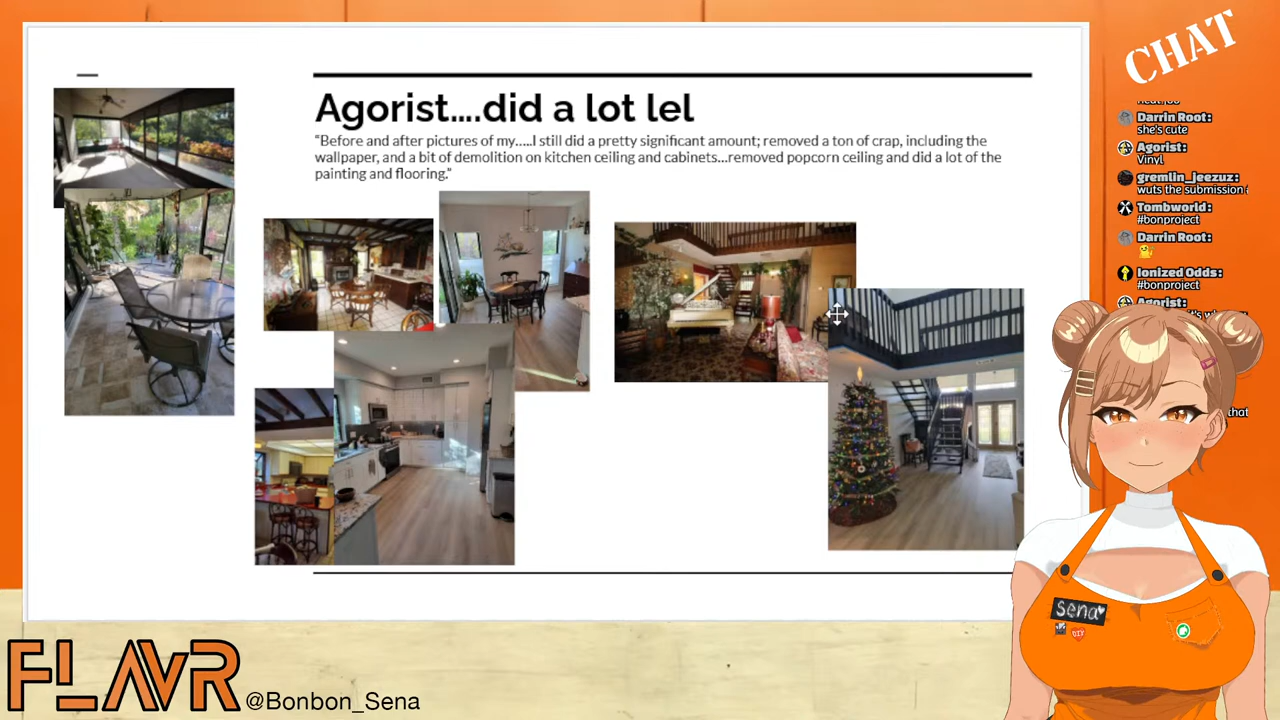 CHAT
Darrin Root:
she's cute
Agorist:
Vinyl
gremlin_jeezuz:
wuts the submission
Tombworld:
#bonproject
Darrin Root:
Ionized Odds:
#bonproject
Agorist:
that
Agorist....did a lot lel
“Before and after pictures of my.....I still did a pretty significant amount; removed a ton of crap, including the
wallpaper, and a bit of demolition on kitchen ceiling and cabinets...removed popcorn ceiling and did a lot of the
painting and flooring.”
Sena
DIY
FLAVR
@Bonbon_Sena